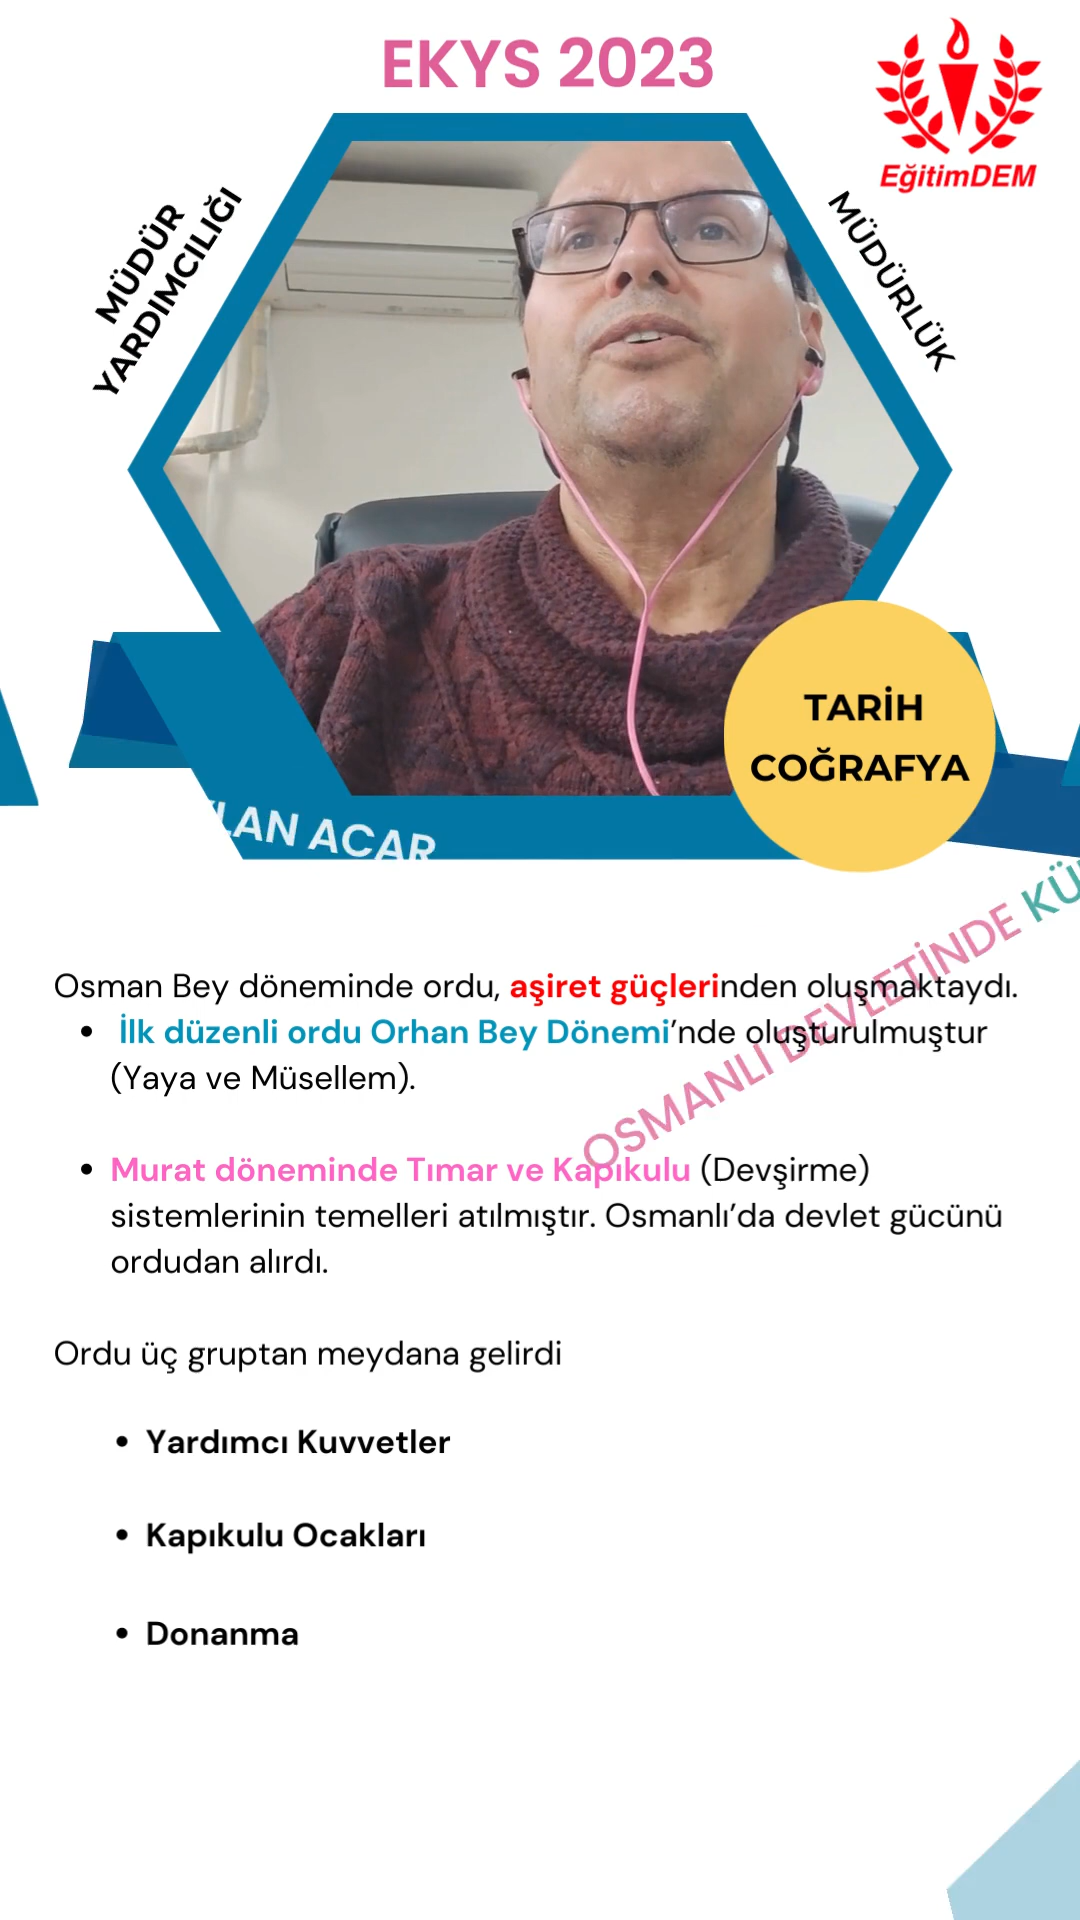 EKYS 2023
EğitimDEM
MÜDÜR
YARDIMCILIĞI
MÜDÜRLÜK
TARİH
COĞRAFYA
ACAR
OSMANLI DEVLETİNDE
Osman Bey döneminde ordu, aşiret güçlerinden oluşmaktaydı.
• İlk düzenli ordu Orhan Bey Dönemi’nde oluşturulmuştur
(Yaya ve Müsellem).
• Murat döneminde Tımar ve Kapıkulu (Devşirme)
sistemlerinin temelleri atılmıştır. Osmanlı’da devlet gücünü
ordudan alırdı.
Ordu üç gruptan meydana gelirdi
• Yardımcı Kuvvetler
• Kapıkulu Ocakları
• Donanma